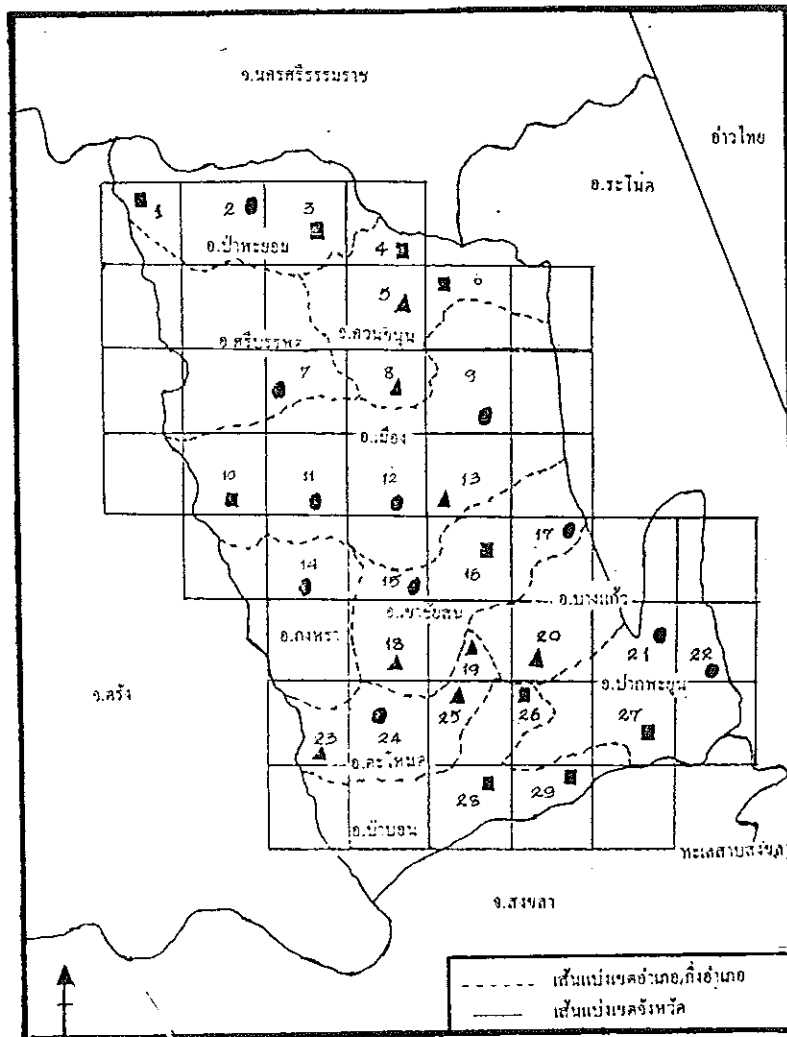 จ.นครศรีธรรมราช
อ่าวไทย
อ.ระโนด
1
2
3
4
อ.ป่าพะยอม
5
6
อ.ศรีบรรพต
อ.ควนขนุน
7
8
9
อ.เมือง
10
11
12
13
14
15
16
17
อ.เขาชัยสน
อ.บางแก้ว
อ.กงหรา
18
19
20
21
22
จ.ตรัง
อ.ปากพะยูน
23
24
25
26
27
อ.ตะโหมด
28
29
อ.ป่าบอน
ทะเลสาบสงขลา
จ.สงขลา
เส้นแบ่งเขตอำเภอ/กิ่งอำเภอ
เส้นแบ่งเขตจังหวัด